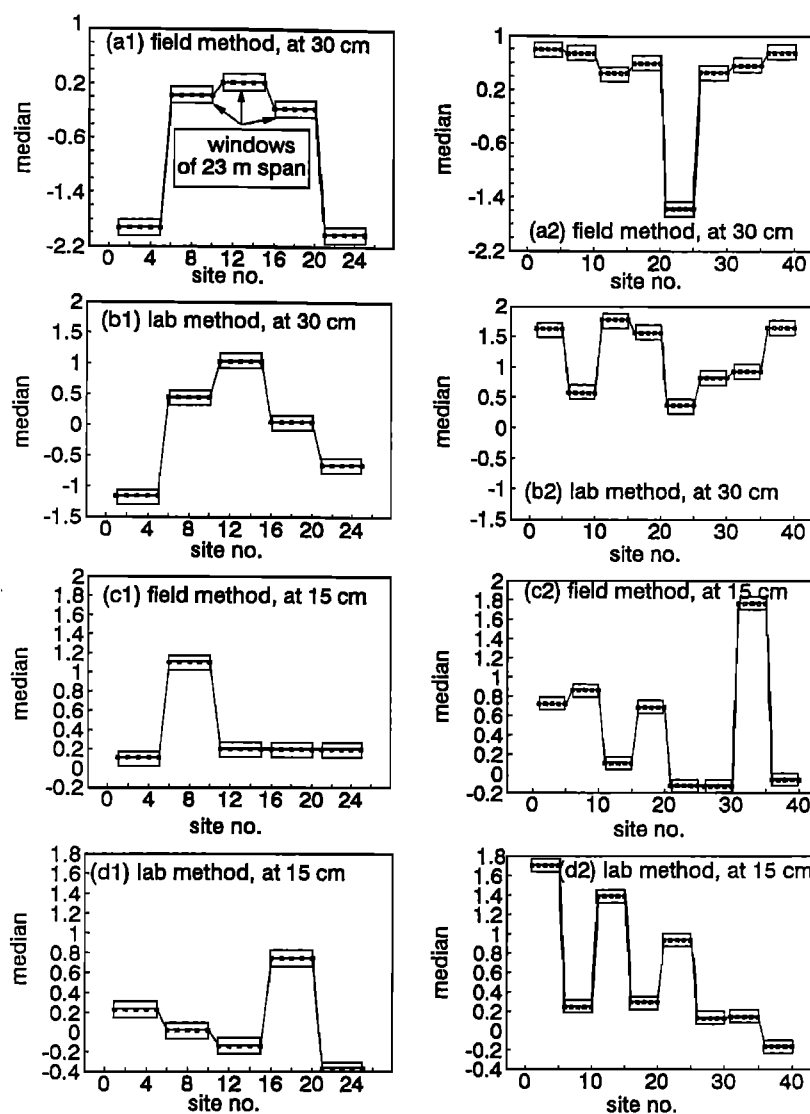 (a1) field method, at 30 cm
median
1
0.2
-0.6
-1.4
-2.2
windows
of 23 m span
0 4 8 12 16 20 24
site no.
(a2) field method, at 30 cm
median
1
0.2
-0.6
-1.4
-2.2
0 10 20 30 40
site no.
(b1) lab method, at 30 cm
median
2
1.5
1
0.5
0
-0.5
-1
-1.5
0 4 8 12 16 20 24
site no.
(b2) lab method, at 30 cm
median
2
1.5
1
0.5
0
-0.5
-1
-1.5
0 10 20 30 40
site no.
(c1) field method, at 15 cm
median
2
1.8
1.6
1.4
1.2
1
0.8
0.6
0.4
0.2
0
-0.2
0 4 8 12 16 20 24
site no.
(c2) field method, at 15 cm
median
2
1.8
1.6
1.4
1.2
1
0.8
0.6
0.4
0.2
0
-0.2
0 10 20 30 40
site no.
(d1) lab method, at 15 cm
median
1.8
1.6
1.4
1.2
1
0.8
0.6
0.4
0.2
0
-0.2
-0.4
0 4 8 12 16 20 24
site no.
(d2) lab method, at 15 cm
median
1.8
1.6
1.4
1.2
1
0.8
0.6
0.4
0.2
0
-0.2
-0.4
0 10 20 30 40
site no.